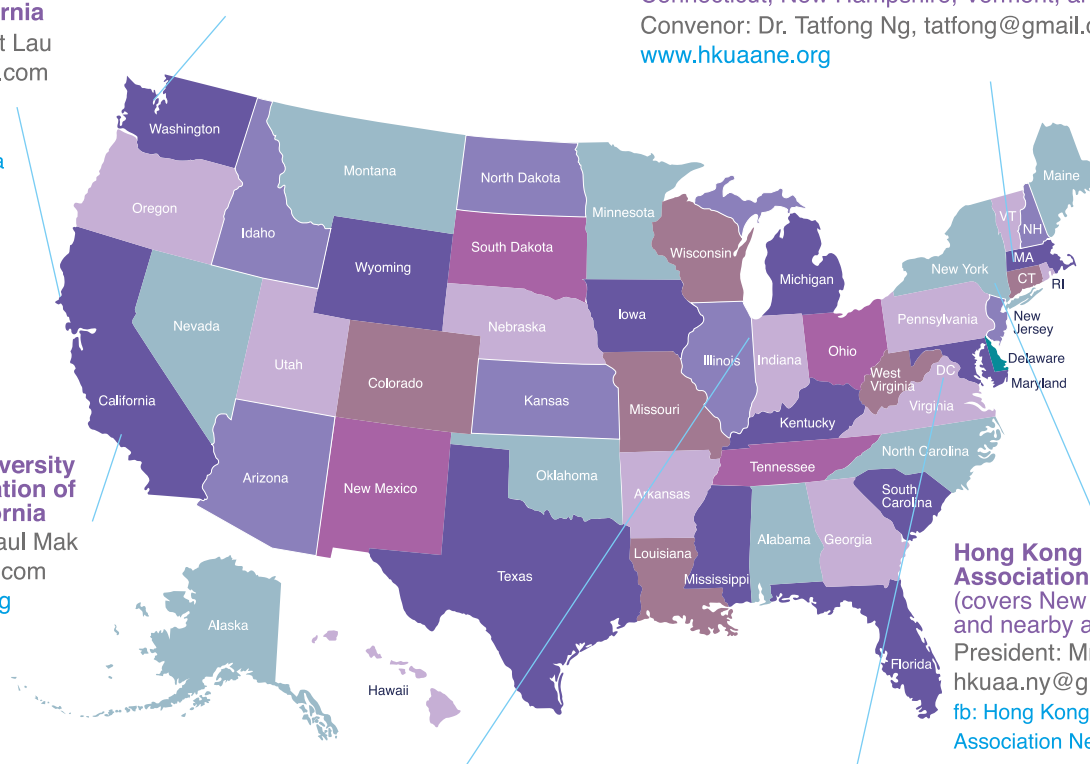 rnia
t Lau
.com
a
Connecticut, New Hampshire, Vermont, an
Convenor: Dr. Tatfong Ng, tatfong@gmail.c
www.hkuaane.org
Washington
Montana
North Dakota
Minnesota
Maine
Oregon
Idaho
Wyoming
South Dakota
Wisconsin
Michigan
VT
NH
MA
CT
RI
New York
Nevada
Utah
Nebraska
Iowa
Illinois
Indiana
Ohio
Pennsylvania
New
Jersey
Delaware
Maryland
DC
West
Virginia
Virginia
California
Colorado
Kansas
Missouri
Kentucky
Arizona
New Mexico
Oklahoma
Arkansas
Tennessee
North Carolina
South
Carolina
Texas
Louisiana
Mississippi
Alabama
Georgia
Florida
Alaska
Hawaii
versity
ation of
ornia
aul Mak
.com
g
Hong Kong
Association
(covers New
and nearby a
President: M
hkuaa.ny@g
fb: Hong Kong
Association Ne